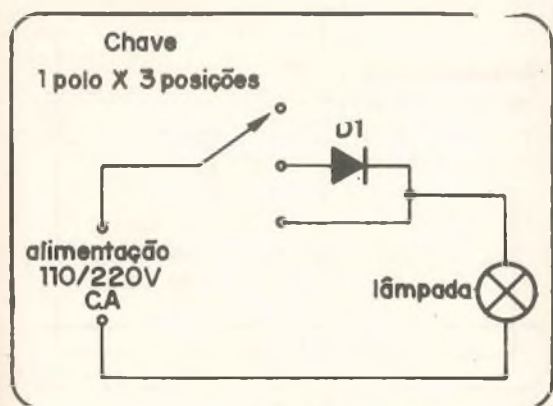 Chave
1 polo X 3 posições
D1
alimentação
110/220V
CA
lâmpada